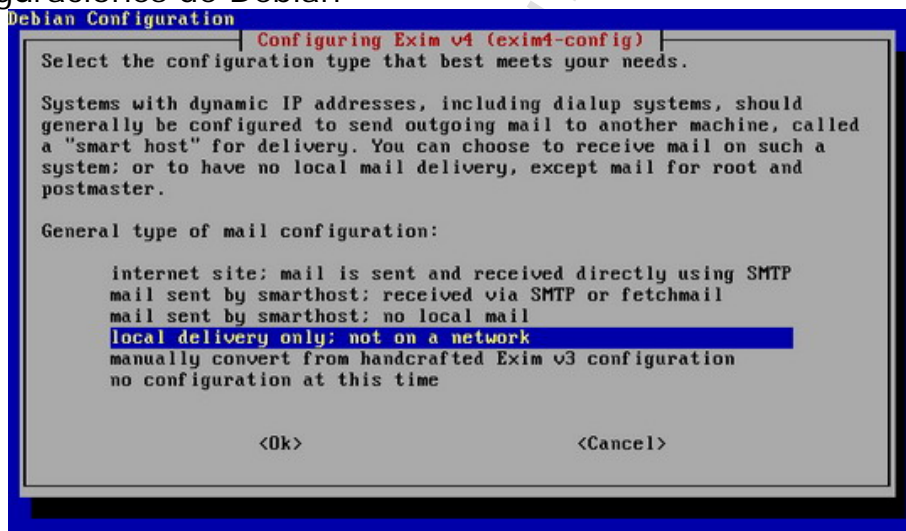 guraciones de Debian
Debian Configuration
Configuring Exim v4 (exim4-config)
Select the configuration type that best meets your needs.
Systems with dynamic IP addresses, including dialup systems, should
generally be configured to send outgoing mail to another machine, called
a "smart host" for delivery. You can choose to receive mail on such a
system; or to have no local mail delivery, except mail for root and
postmaster.
General type of mail configuration:
internet site; mail is sent and received directly using SMTP
mail sent by smarthost; received via SMTP or fetchmail
mail sent by smarthost; no local mail
local delivery only; not on a network
manually convert from handcrafted Exim v3 configuration
no configuration at this time
<Ok> <Cancel>